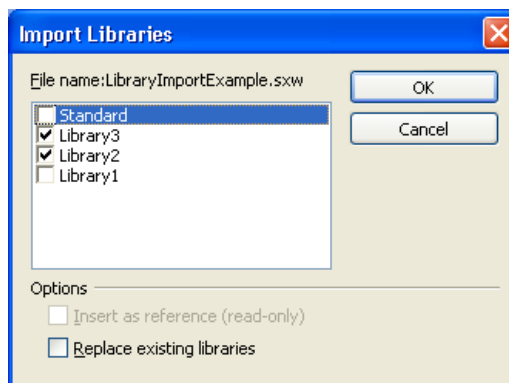 Import Libraries
File name:LibraryImportExample.sxw
OK
Cancel
Standard
Library3
Library2
Library1
Options
Insert as reference (read-only)
Replace existing libraries